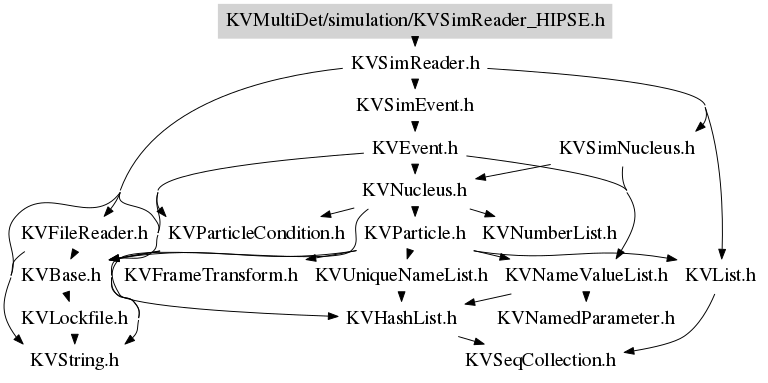 KVMultiDet/simulation/KVSimReader_HIPSE.h
KVSimReader.h
KVSimEvent.h
KVEvent.h
KVSimNucleus.h
KVNucleus.h
KVFileReader.h
KVParticleCondition.h
KVParticle.h
KVNumberList.h
KVBase.h
KVFrameTransform.h
KVUniqueNameList.h
KVNameValueList.h
KVList.h
KVLockfile.h
KVHashList.h
KVNamedParameter.h
KVString.h
KVSeqCollection.h